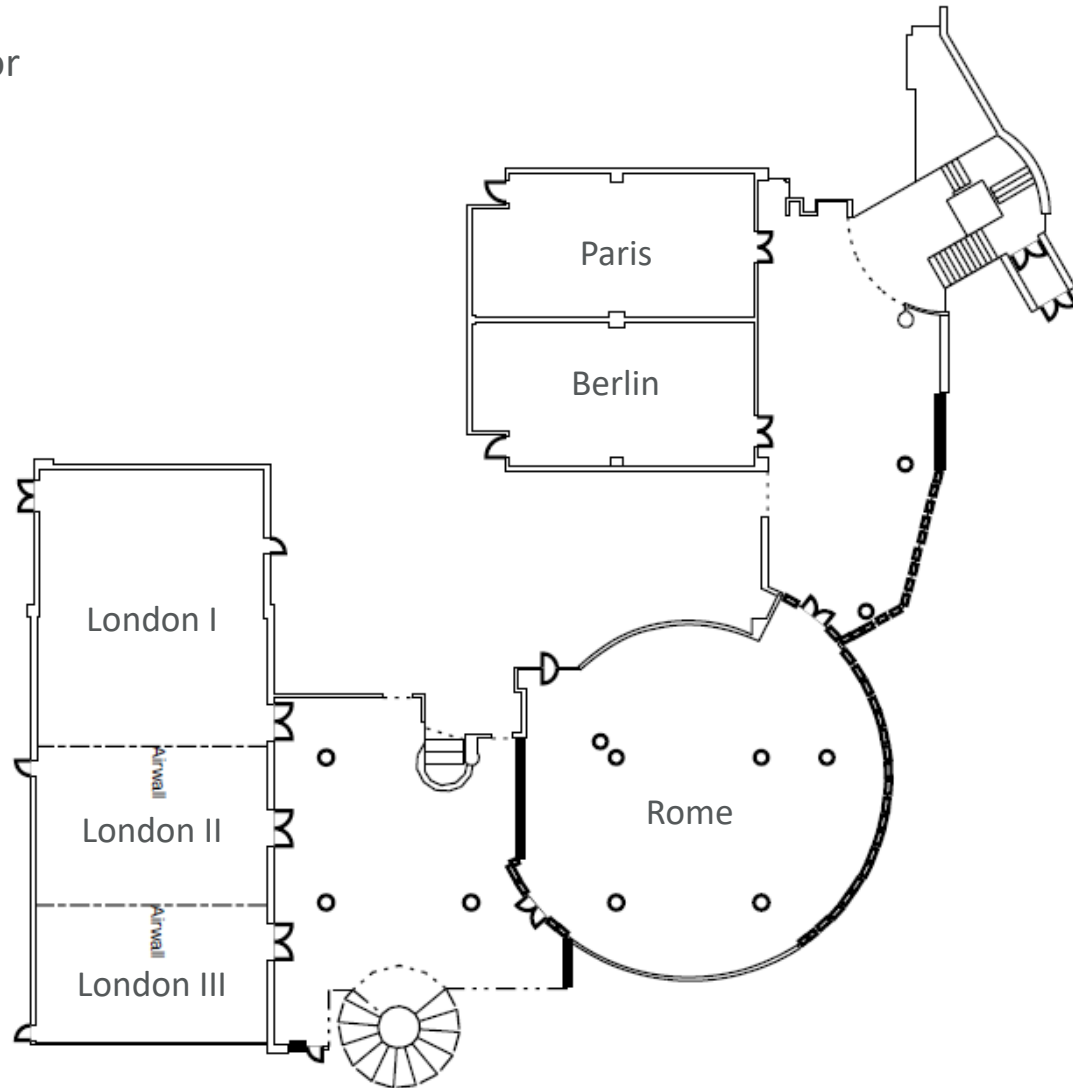 or
Paris
Berlin
London I
Airwall
London II
Rome
Airwall
London III